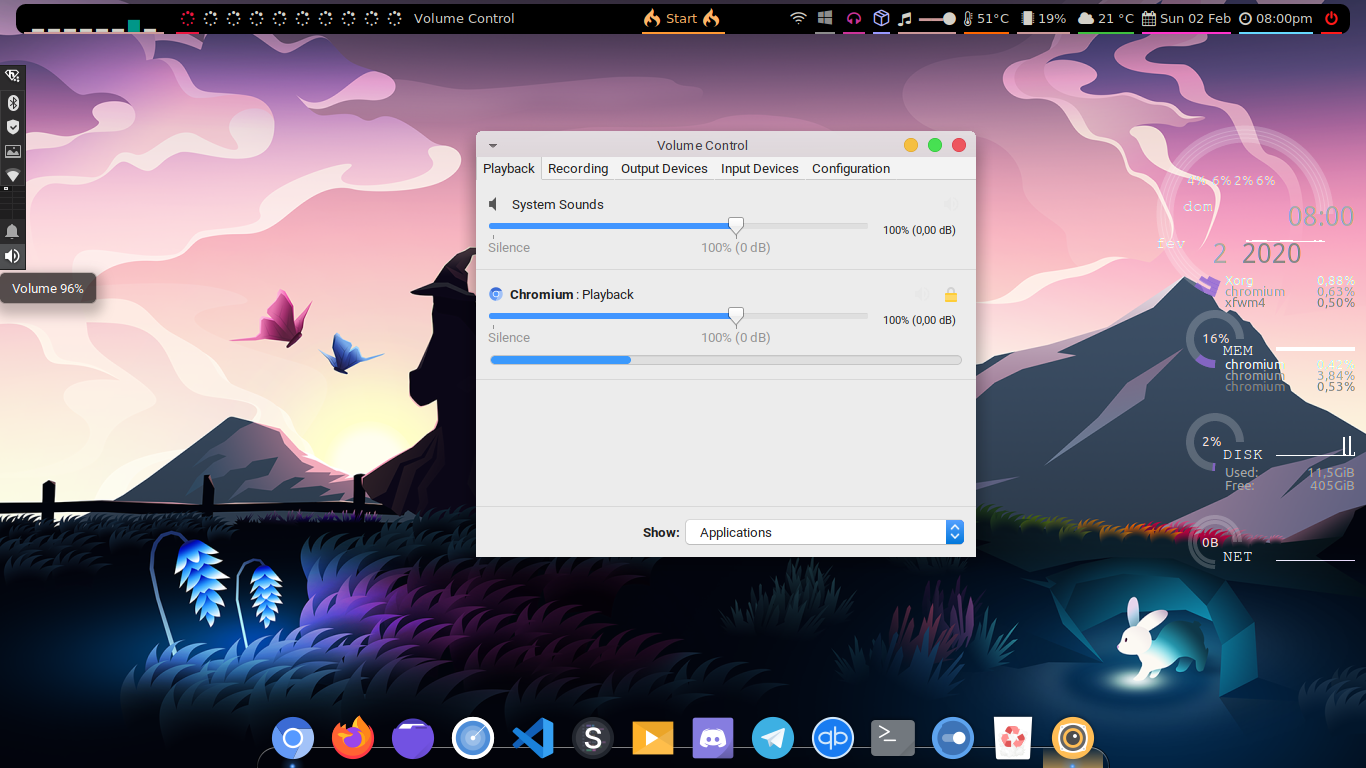 Volume Control
Start
51°C
19%
21 °C
Sun 02 Feb
08:00pm
Volume 96%
Volume Control
Playback Recording Output Devices Input Devices Configuration
System Sounds
100% (0,00 dB)
Silence 100% (0 dB)
Chromium : Playback
100% (0,00 dB)
Silence 100% (0 dB)
Show: Applications
4% 6% 2% 6%
dom
08:00
fev
2 2020
Xorg 0,88%
chromium 0,63%
xfwm4 0,50%
16%
MEM
chromium
chromium 3,84%
chromium 0,53%
2%
DISK
Used: 11,5GiB
Free: 405GiB
0B
NET
S
qb
>_